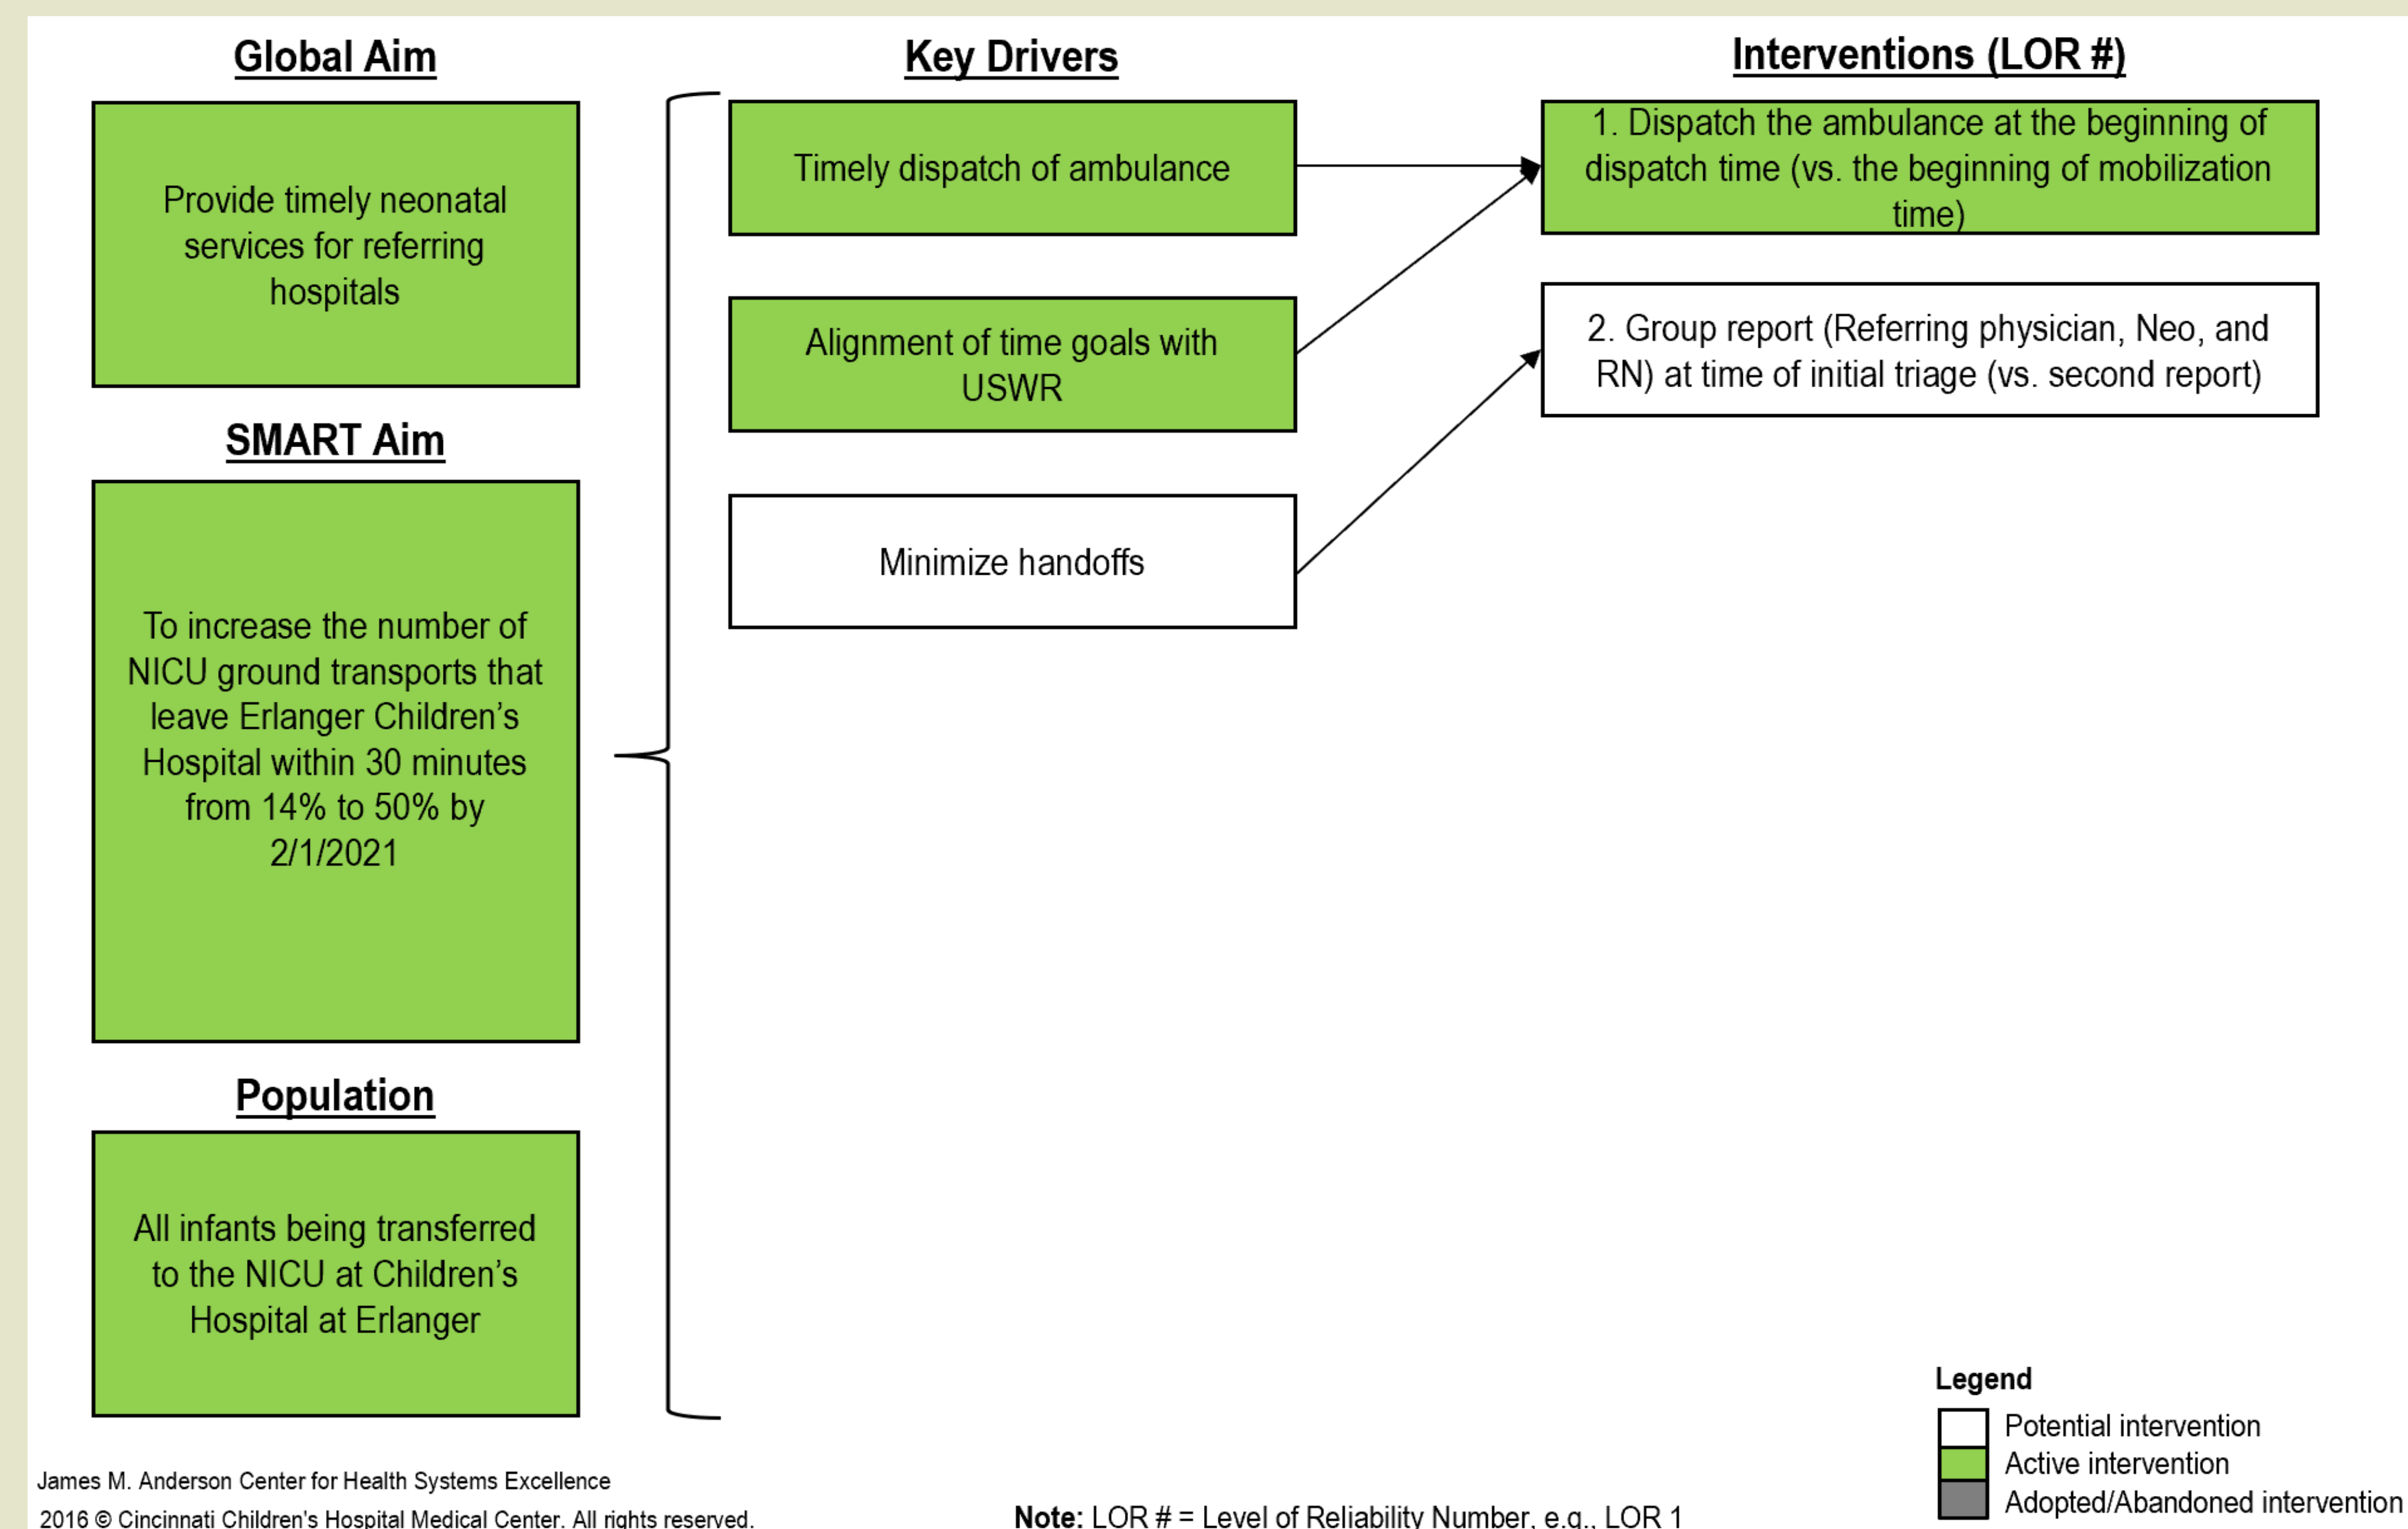 Global Aim
Provide timely neonatal
services for referring
hospitals
SMART Aim
To increase the number of
NICU ground transports that
leave Erlanger Children’s
Hospital within 30 minutes
from 14% to 50% by
2/1/2021
Population
All infants being transferred
to the NICU at Children’s
Hospital at Erlanger
Key Drivers
Timely dispatch of ambulance
Alignment of time goals with
USWR
Minimize handoffs
Interventions (LOR #)
1. Dispatch the ambulance at the beginning of
dispatch time (vs. the beginning of mobilization
time)
2. Group report (Referring physician, Neo, and
RN) at time of initial triage (vs. second report)
Legend
Potential intervention
Active intervention
Adopted/Abandoned intervention
James M. Anderson Center for Health Systems Excellence
2016 © Cincinnati Children's Hospital Medical Center. All rights reserved.
Note: LOR # = Level of Reliability Number, e.g., LOR 1